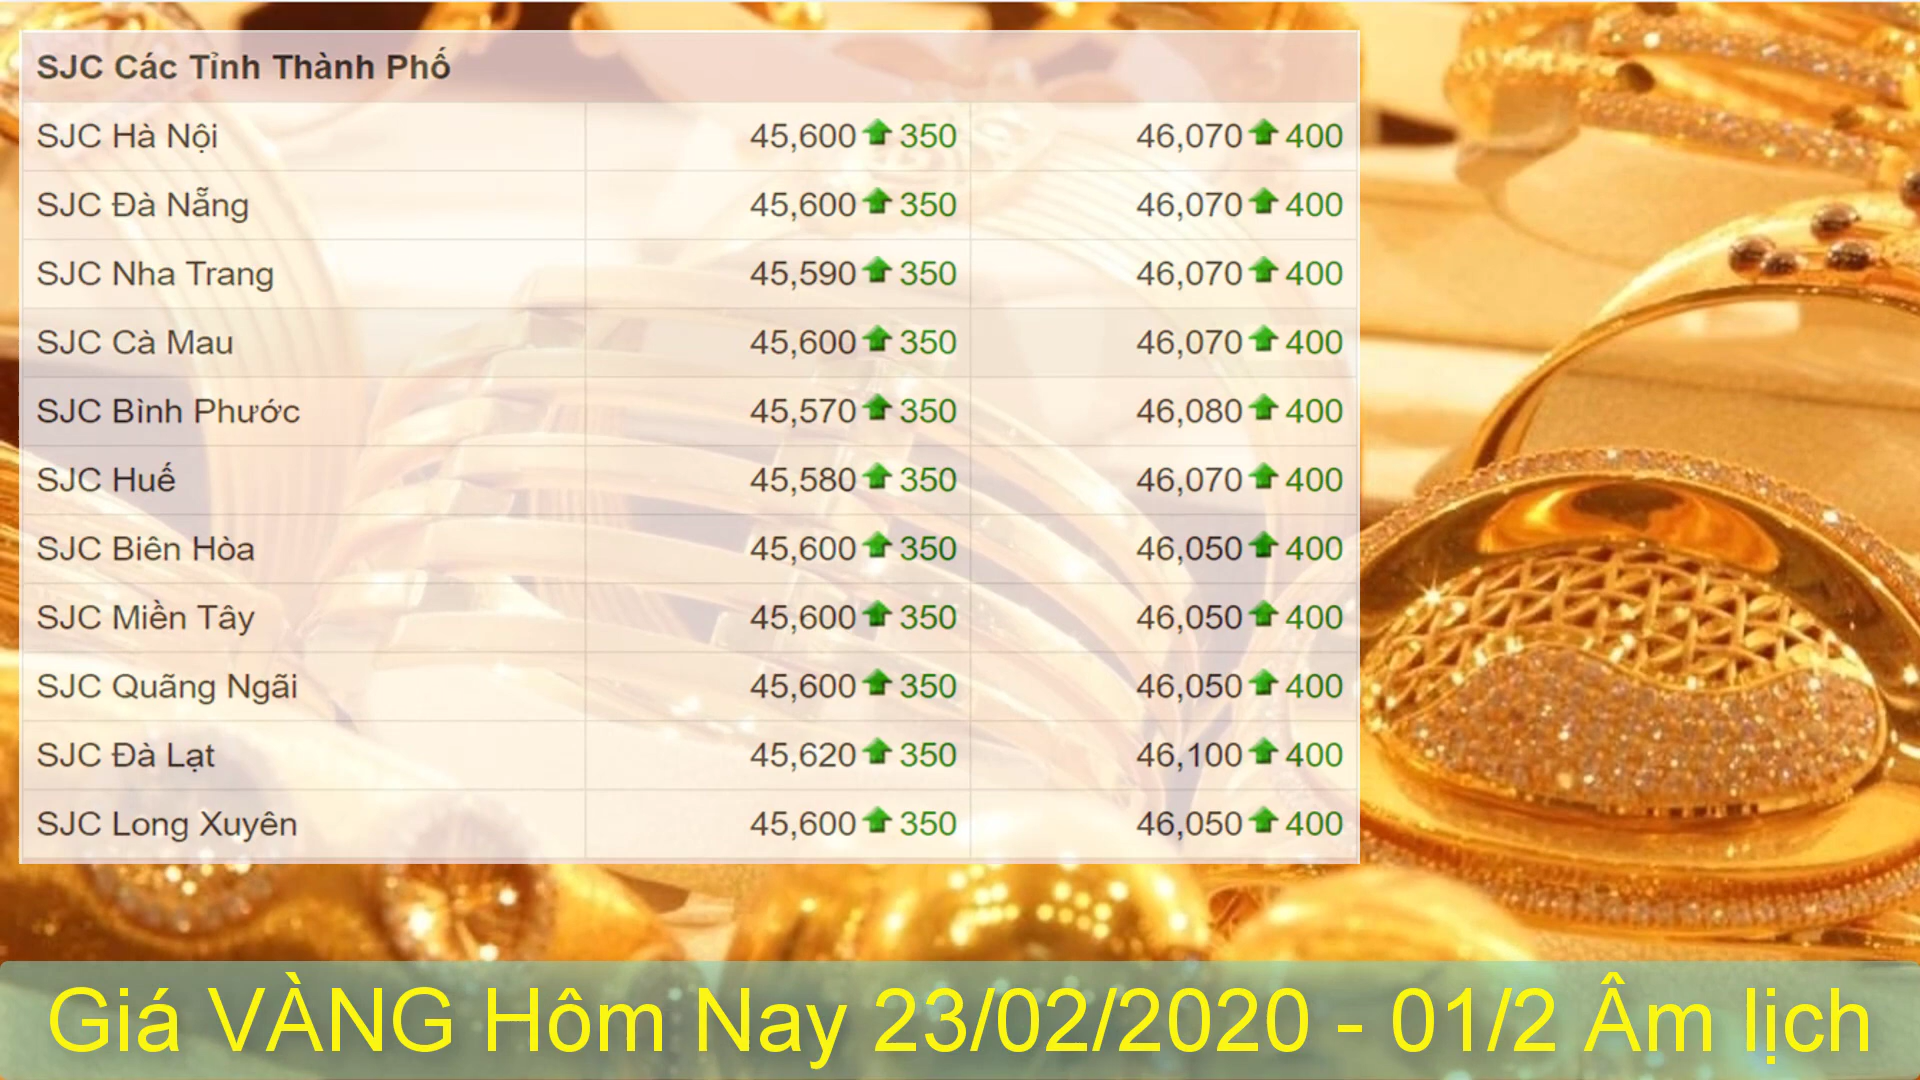 SJC Các Tỉnh Thành Phố
SJC Hà Nội 45,600 350 46,070 400
SJC Đà Nẵng 45,600 350 46,070 400
SJC Nha Trang 45,590 350 46,070 400
SJC Cà Mau 45,600 350 46,070 400
SJC Bình Phước 45,570 350 46,080 400
SJC Huế 45,580 350 46,070 400
SJC Biên Hòa 45,600 350 46,050 400
SJC Miền Tây 45,600 350 46,050 400
SJC Quãng Ngãi 45,600 350 46,050 400
SJC Đà Lạt 45,620 350 46,100 400
SJC Long Xuyên 45,600 350 46,050 400
Giá VÀNG Hôm Nay 23/02/2020 - 01/2 Âm lịch